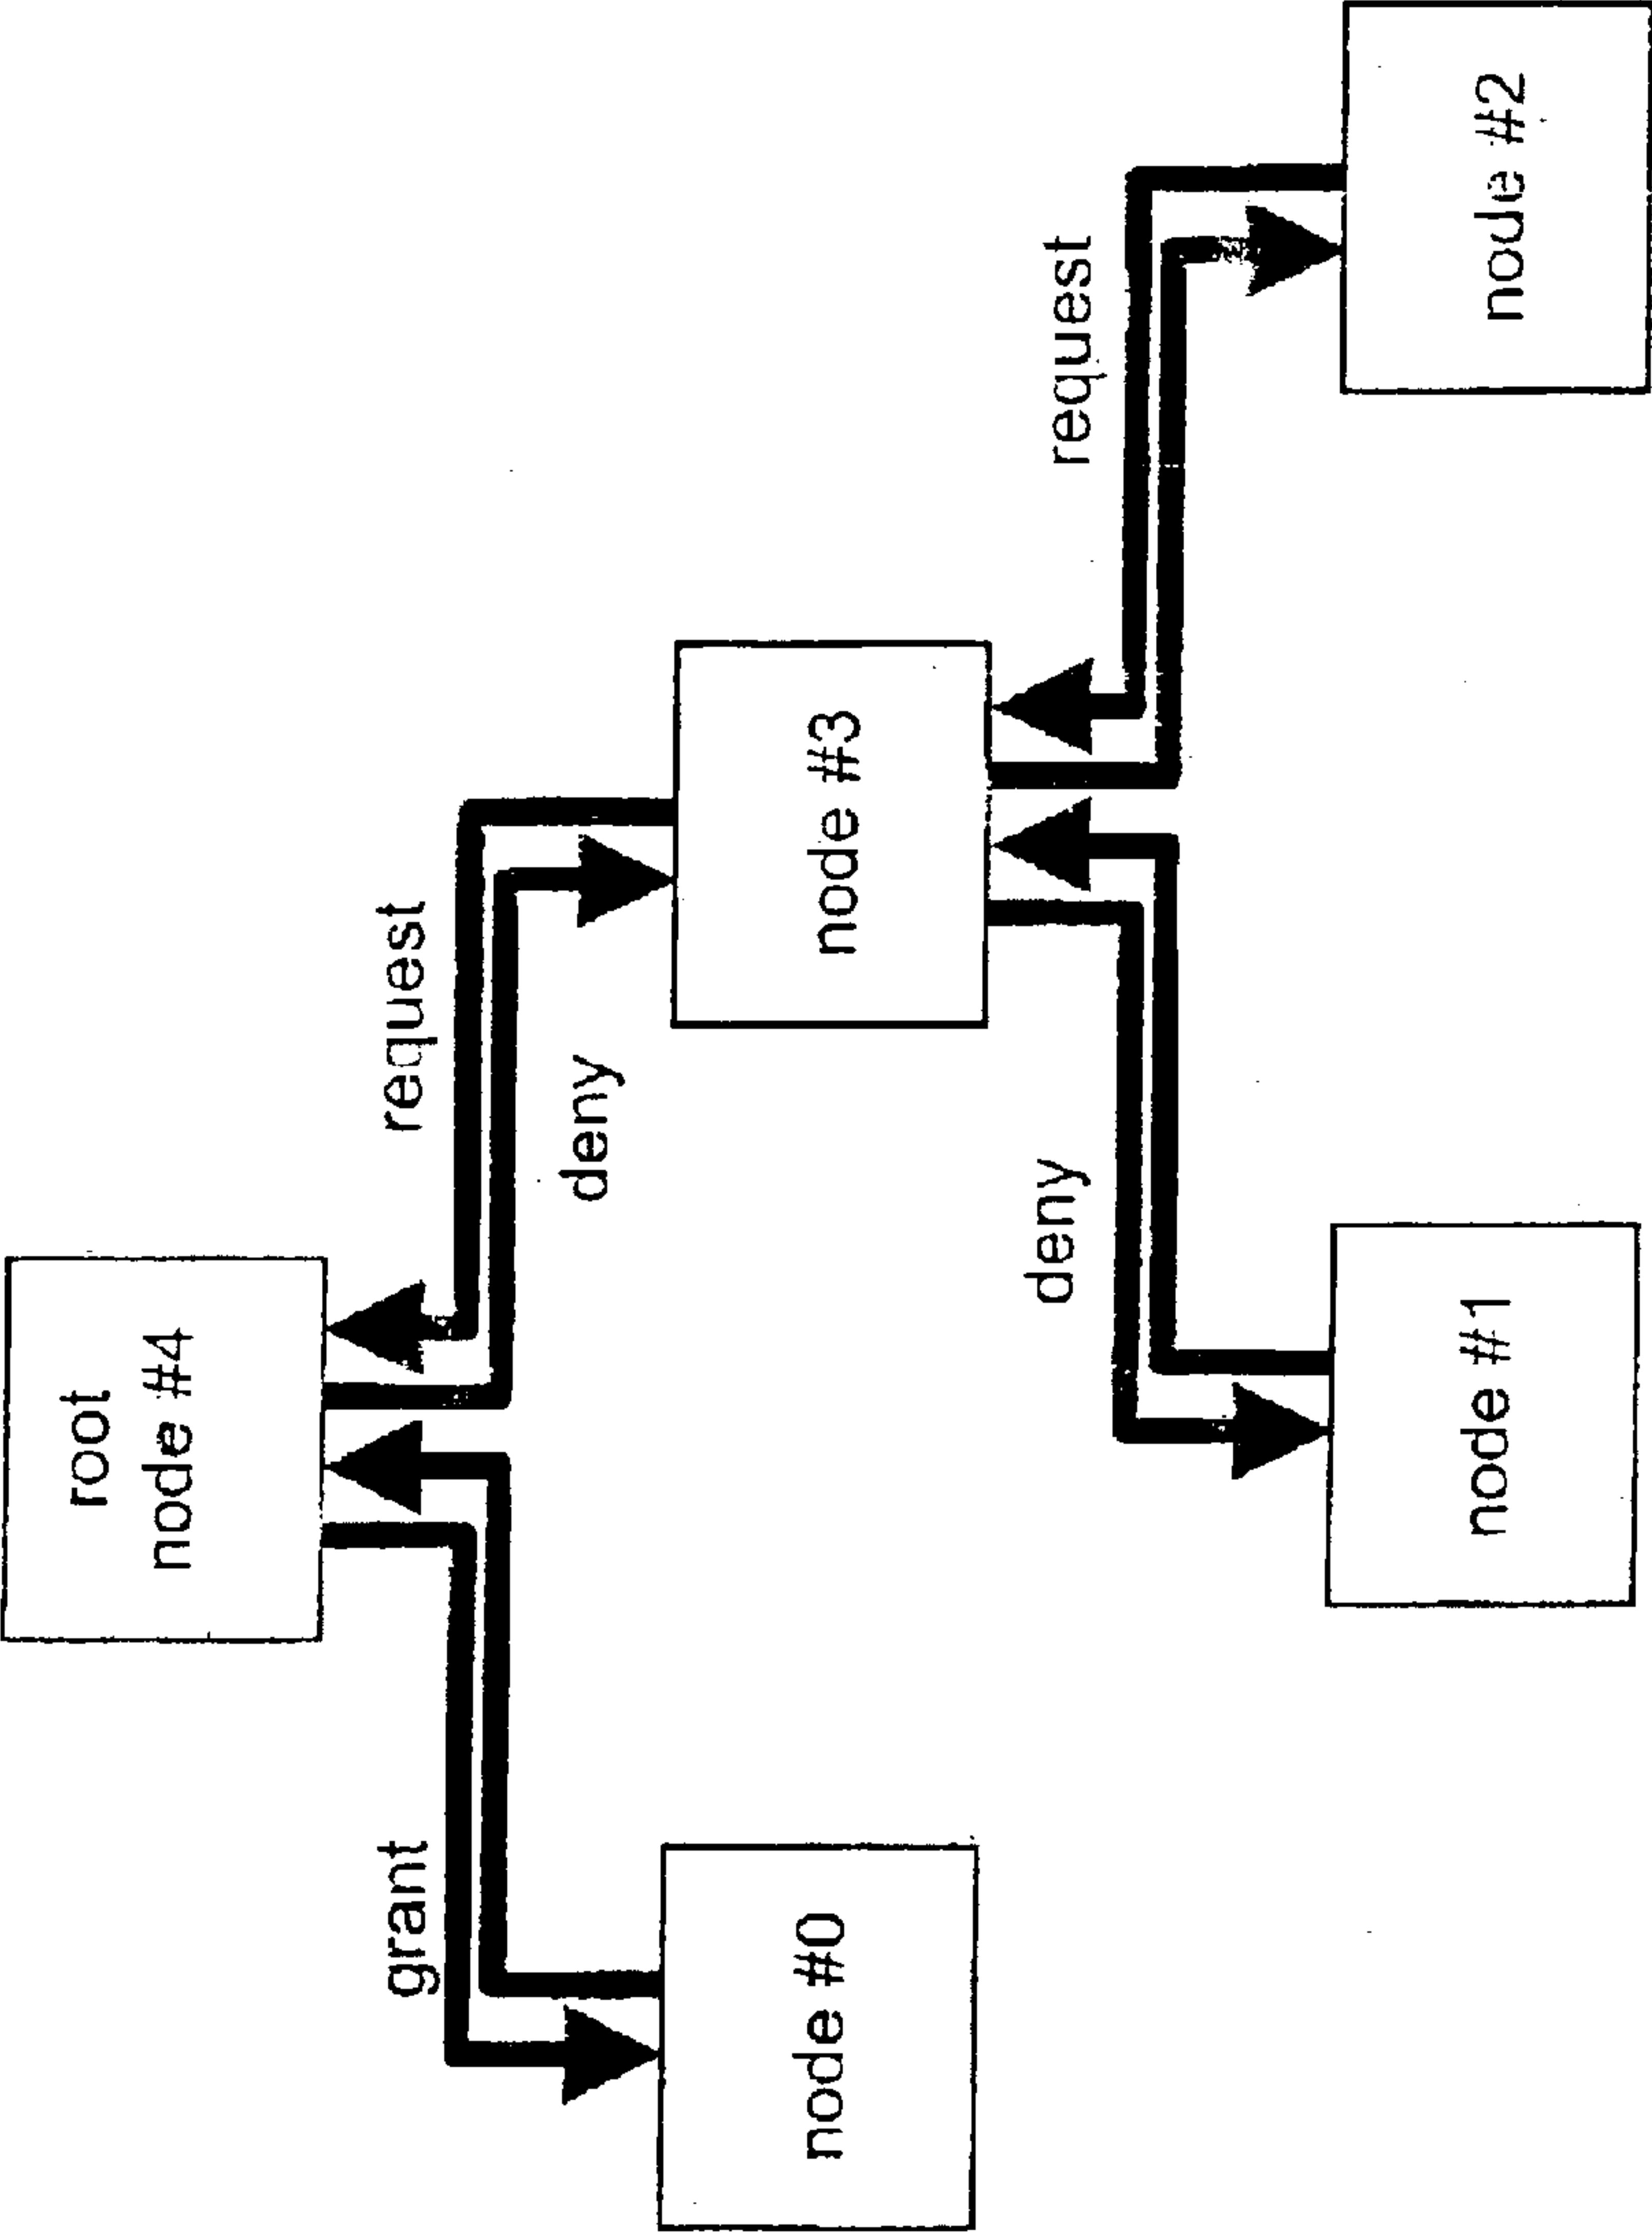 root
node #4
request
grant
deny
node #3
node #0
request
deny
node #2
node #1